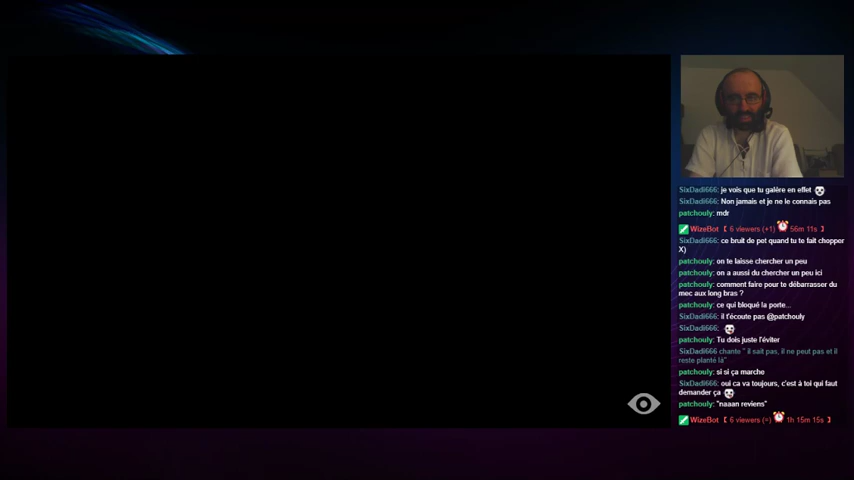 SixDadi666: je vois que tu galère en effet
SixDadi666: Non jamais et je ne le connais pas
patchouly: mdr
WizeBot 【 6 viewers (+1) 56m 11s 】
SixDadi666: ce bruit de pet quand tu te fait chopper
X)
patchouly: on te laisse chercher un peu
patchouly: on a aussi du chercher un peu ici
patchouly: comment faire pour te débarrasser du
mec aux long bras ?
patchouly: ce qui bloqué la porte...
SixDadi666: il t'écoute pas @patchouly
SixDadi666:
patchouly: Tu dois juste l'éviter
SixDadi666 chante " il sait pas, il ne peut pas et il
reste planté là"
patchouly: si si ça marche
SixDadi666: oui ca va toujours, c'est à toi qui faut
demander ça
patchouly: "naaan reviens"
WizeBot 【 6 viewers (=) 1h 15m 15s 】